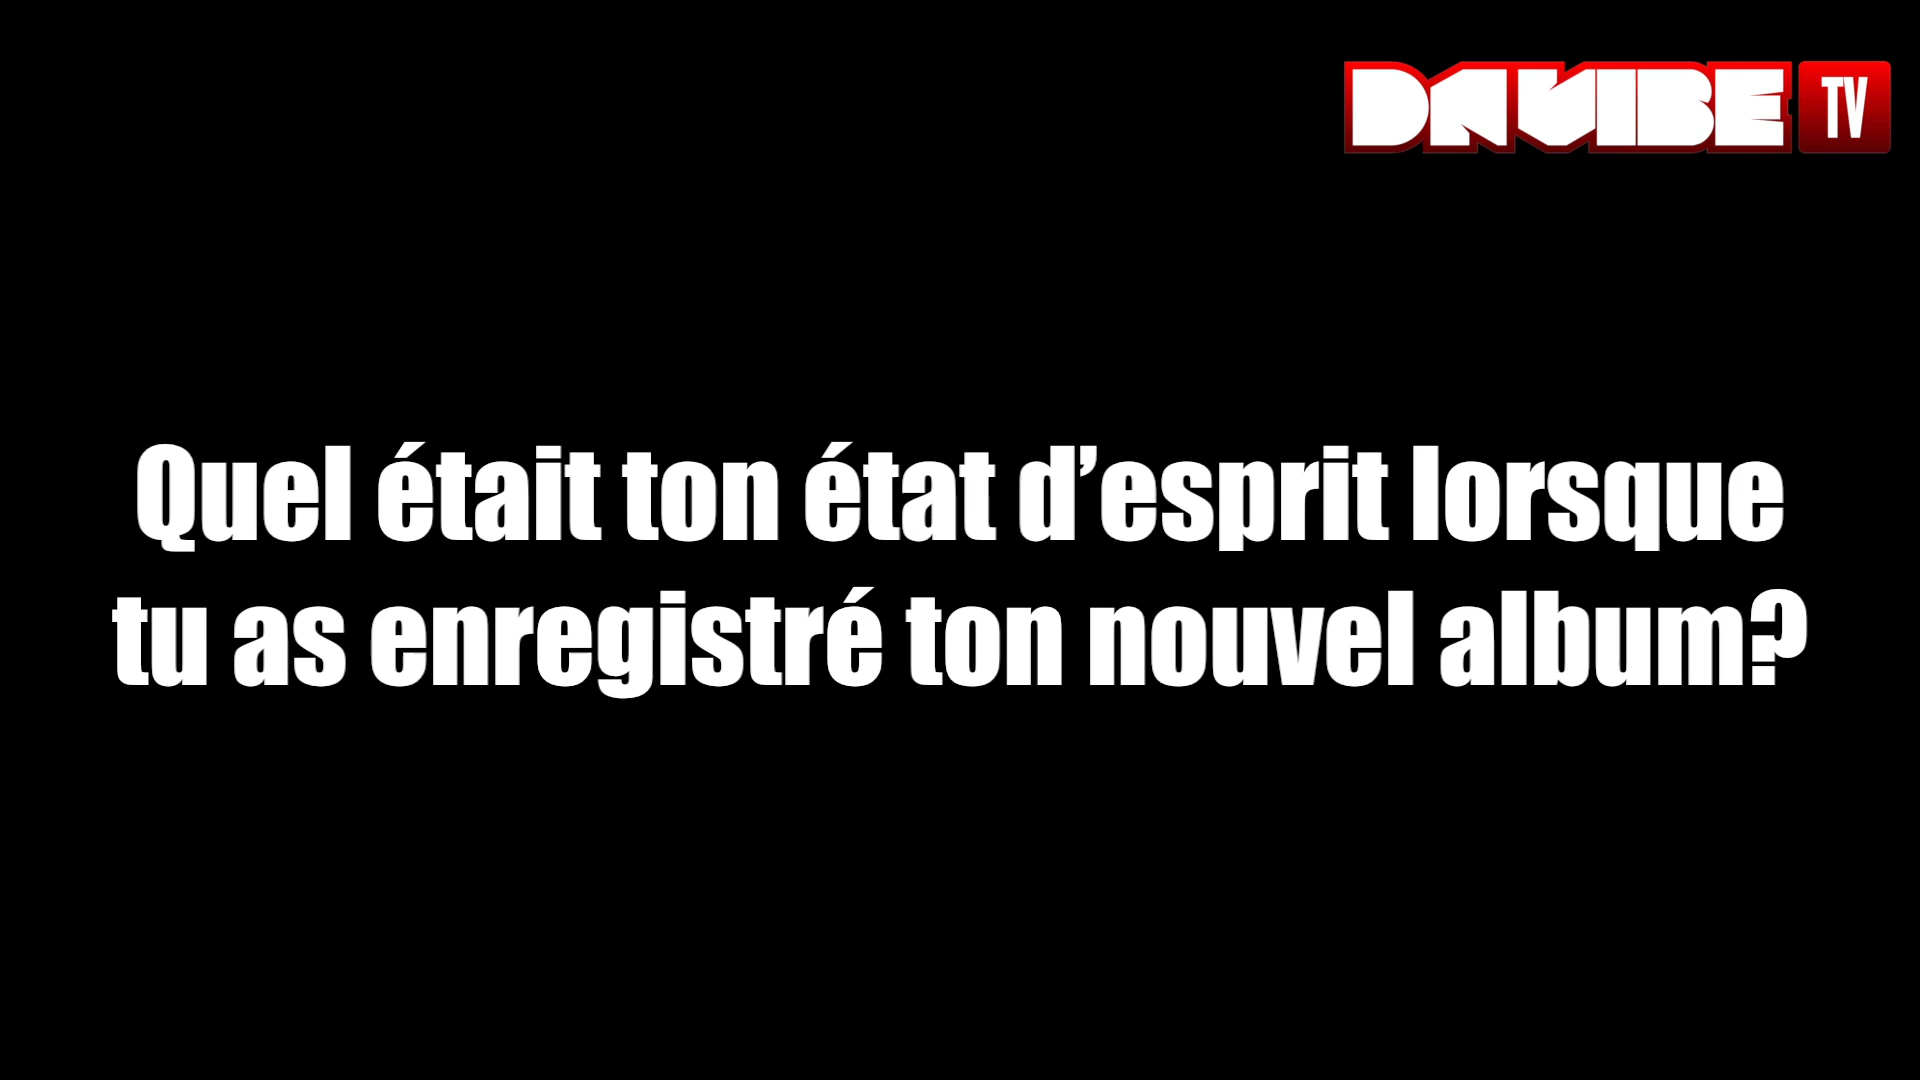 DAVIBE TV
Quel était ton état d’esprit lorsque
tu as enregistré ton nouvel album?